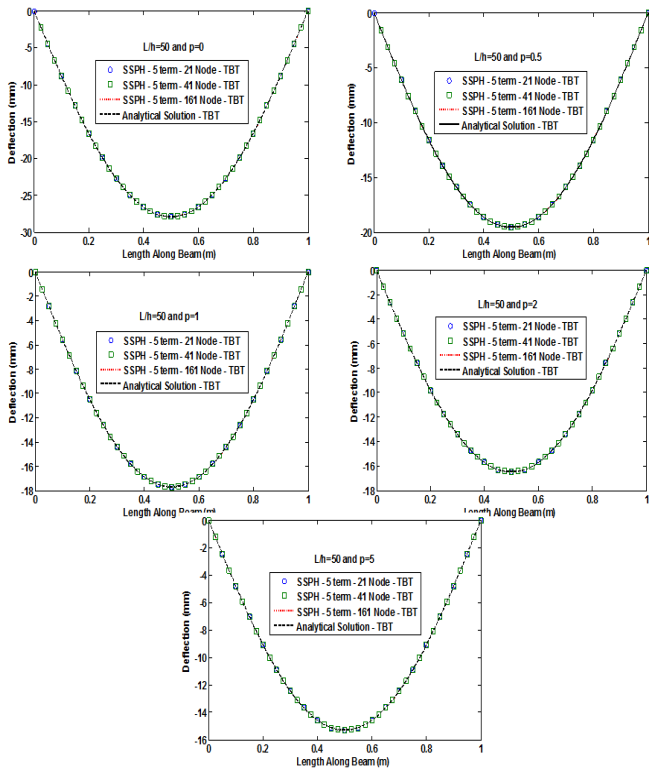 L/h=50 and p=0
SSPH - 5 term - 21 Node - TBT
SSPH - 5 term - 41 Node - TBT
SSPH - 5 term - 161 Node - TBT
Analytical Solution - TBT
Deflection (mm)
0
-5
-10
-15
-20
-25
-30
0 0.2 0.4 0.6 0.8 1
Length Along Beam(m)
L/h=50 and p=0.5
SSPH - 5 term - 21 Node - TBT
SSPH - 5 term - 41 Node - TBT
SSPH - 5 term - 161 Node - TBT
Analytical Solution - TBT
Deflection (mm)
0
-5
-10
-15
-20
0 0.2 0.4 0.6 0.8 1
Length Along Beam(m)
L/h=50 and p=1
SSPH - 5 term - 21 Node - TBT
SSPH - 5 term - 41 Node - TBT
SSPH - 5 term - 161 Node - TBT
Analytical Solution - TBT
Deflection (mm)
0
-2
-4
-6
-8
-10
-12
-14
-16
-18
0 0.2 0.4 0.6 0.8 1
Length Along Beam(m)
L/h=50 and p=2
SSPH - 5 term - 21 Node - TBT
SSPH - 5 term - 41 Node - TBT
SSPH - 5 term - 161 Node - TBT
Analytical Solution - TBT
Deflection (mm)
0
-2
-4
-6
-8
-10
-12
-14
-16
-18
0 0.2 0.4 0.6 0.8 1
Length Along Beam(m)
L/h=50 and p=5
SSPH - 5 term - 21 Node - TBT
SSPH - 5 term - 41 Node - TBT
SSPH - 5 term - 161 Node - TBT
Analytical Solution - TBT
Deflection (mm)
0
-2
-4
-6
-8
-10
-12
-14
-16
0 0.2 0.4 0.6 0.8 1
Length Along Beam (m)